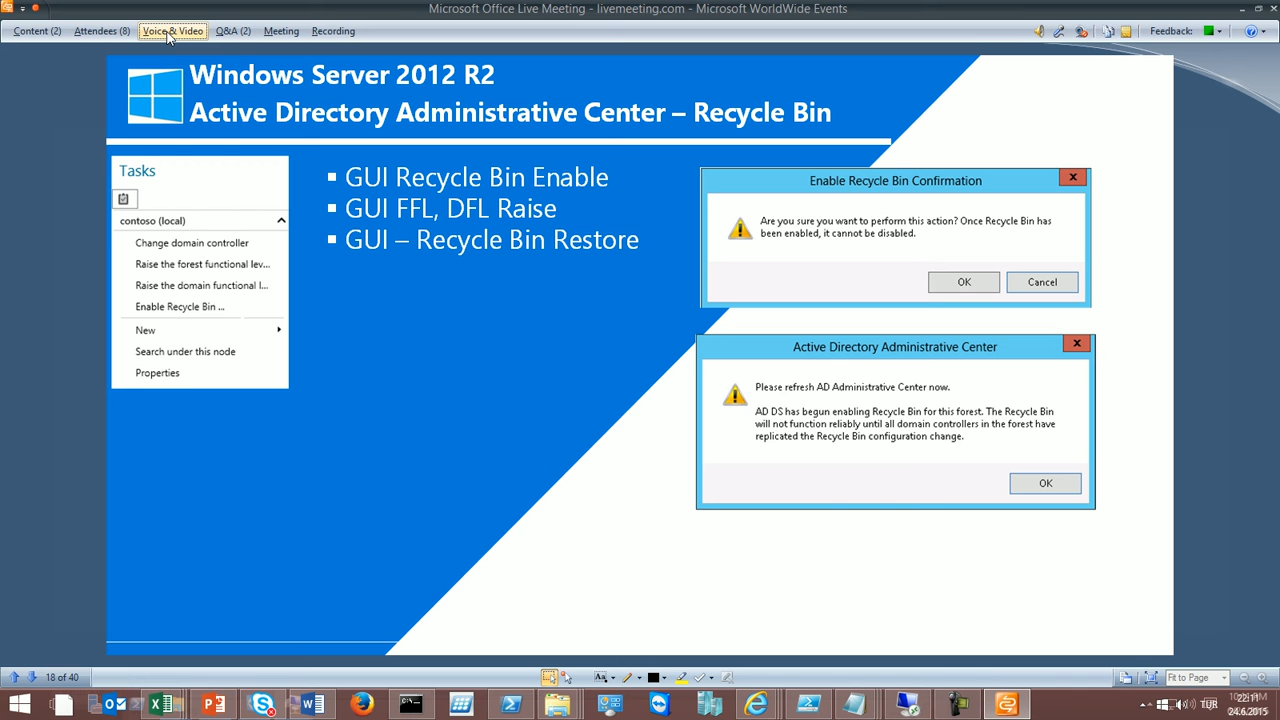 Microsoft Office Live Meeting - livemeeting.com - Microsoft WorldWide Events
Content (2) Attendees (8) Voice & Video Q&A (2) Meeting Recording Feedback:
Windows Server 2012 R2
Active Directory Administrative Center – Recycle Bin
Tasks
contoso (local)
Change domain controller
Raise the forest functional lev...
Raise the domain functional l...
Enable Recycle Bin ...
New
Search under this node
Properties
GUI Recycle Bin Enable
GUI FFL, DFL Raise
GUI – Recycle Bin Restore
Enable Recycle Bin Confirmation
Are you sure you want to perform this action? Once Recycle Bin has
been enabled, it cannot be disabled.
OK Cancel
Active Directory Administrative Center
Please refresh AD Administrative Center now.
AD DS has begun enabling Recycle Bin for this forest. The Recycle Bin
will not function reliably until all domain controllers in the forest have
replicated the Recycle Bin configuration change.
OK
18 of 40 Aa Fit to Page
TUR
24.6.2015